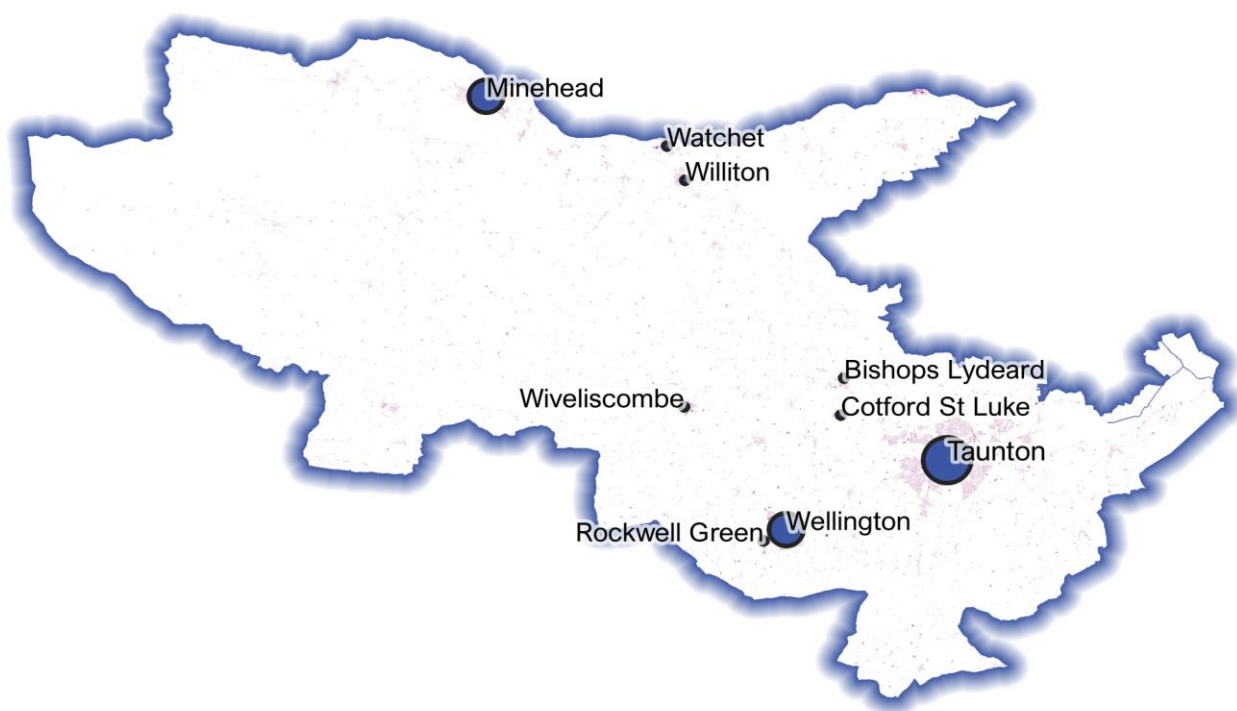 Minehead
Watchet
Williton
Bishops Lydeard
Wiveliscombe
Cotford St Luke
Taunton
Wellington
Rockwell Green